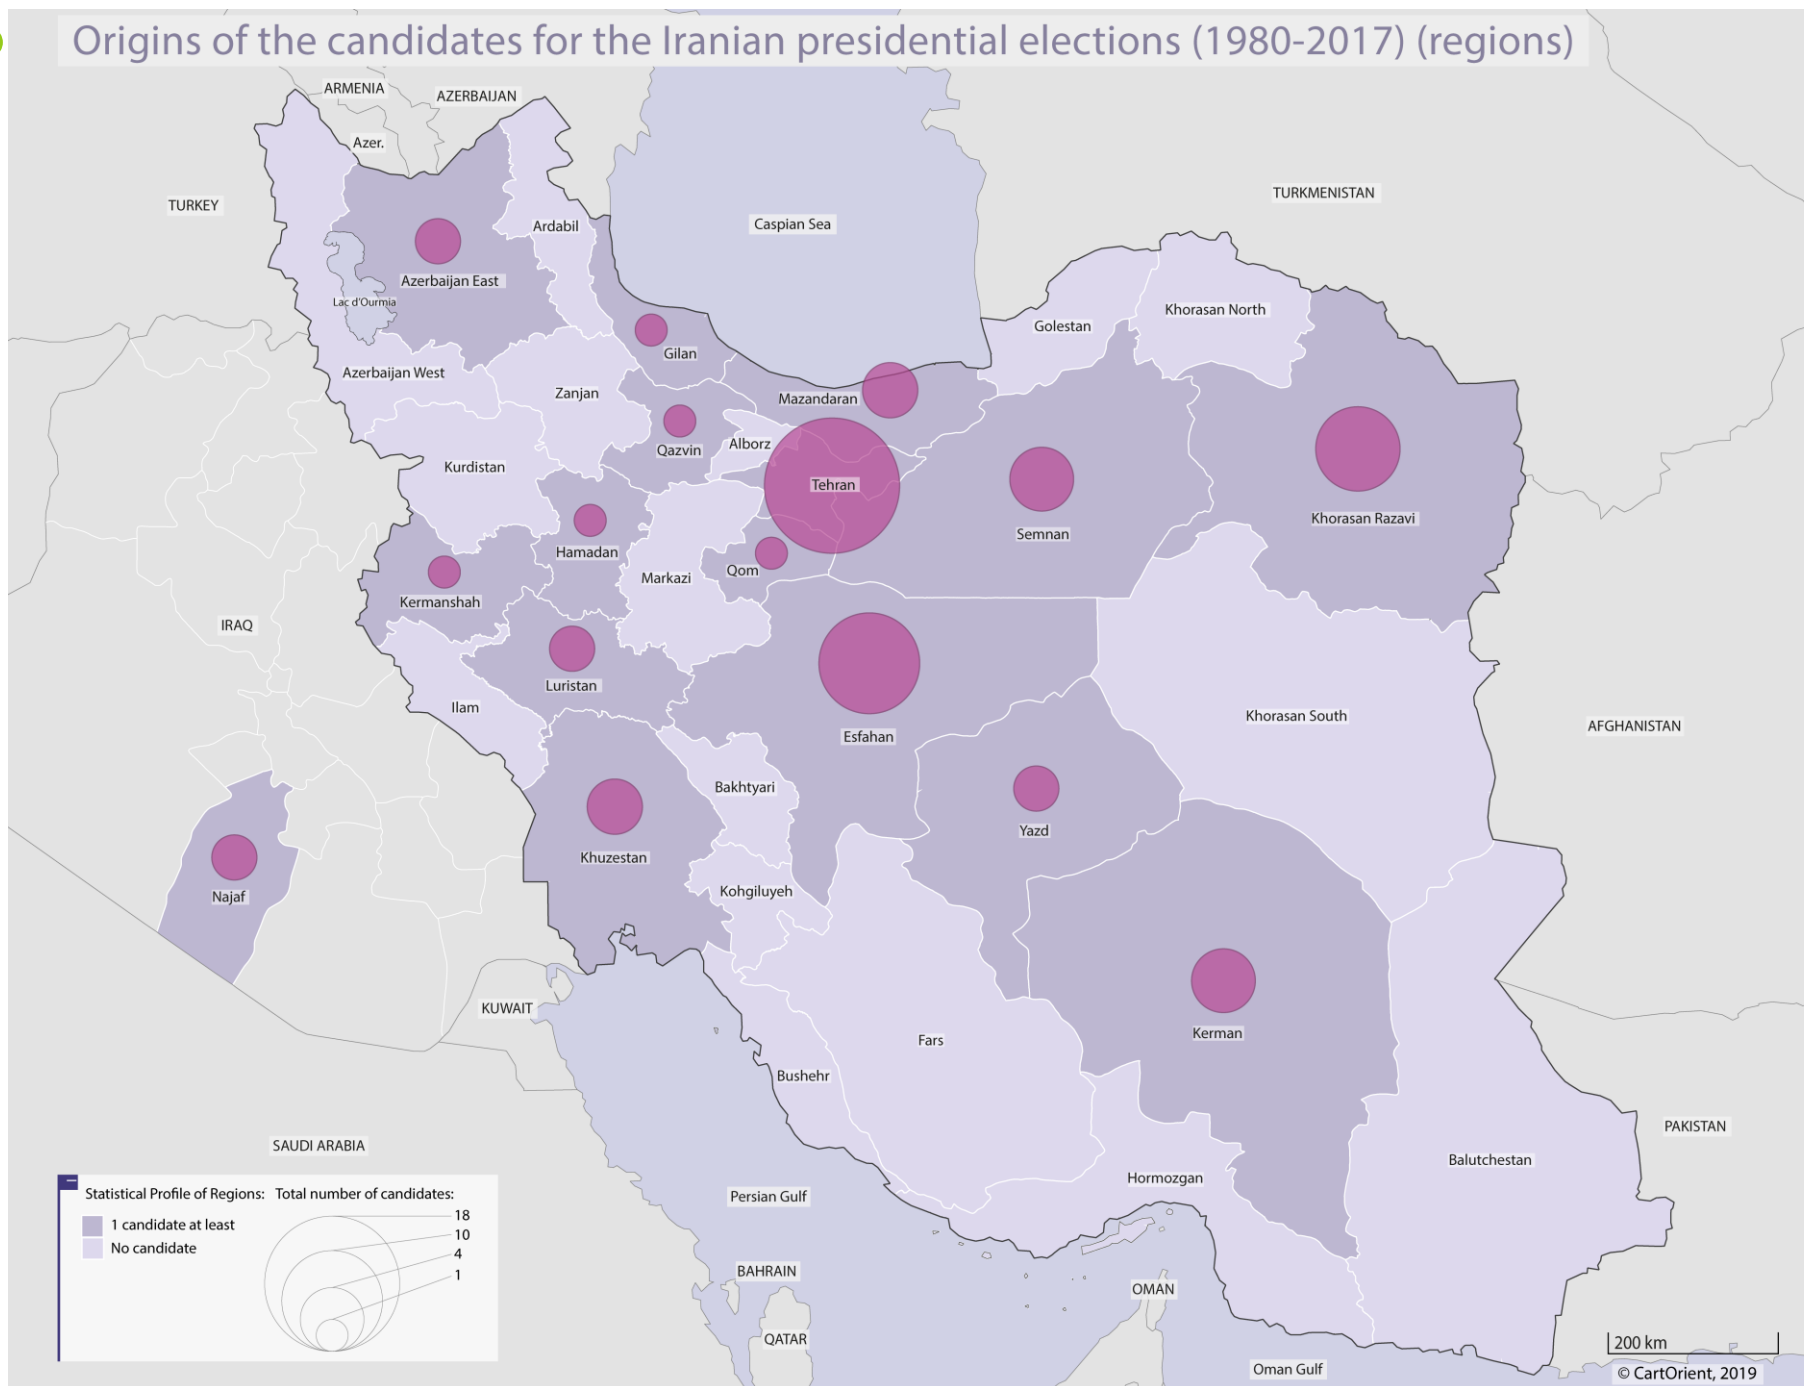 Origins of the candidates for the Iranian presidential elections (1980-2017) (regions)
ARMENIA
AZERBAIJAN
Azer.
TURKEY
TURKMENISTAN
Caspian Sea
Ardabil
Azerbaijan East
Lac d'Ourmia
Khorasan North
Golestan
Gilan
Azerbaijan West
Zanjan
Mazandaran
Alborz
Qazvin
Kurdistan
Tehran
Khorasan Razavi
Semnan
Hamadan
Qom
Markazi
Kermanshah
IRAQ
Luristan
Ilam
Khorasan South
AFGHANISTAN
Esfahan
Bakhtyari
Yazd
Khuzestan
Kohgiluyeh
Najaf
KUWAIT
Kerman
Fars
Bushehr
PAKISTAN
SAUDI ARABIA
Balutchestan
Hormozgan
Persian Gulf
BAHRAIN
OMAN
QATAR
Oman Gulf
Statistical Profile of Regions: Total number of candidates:
1 candidate at least
No candidate
18
10
4
1
200 km
© CartOrient, 2019